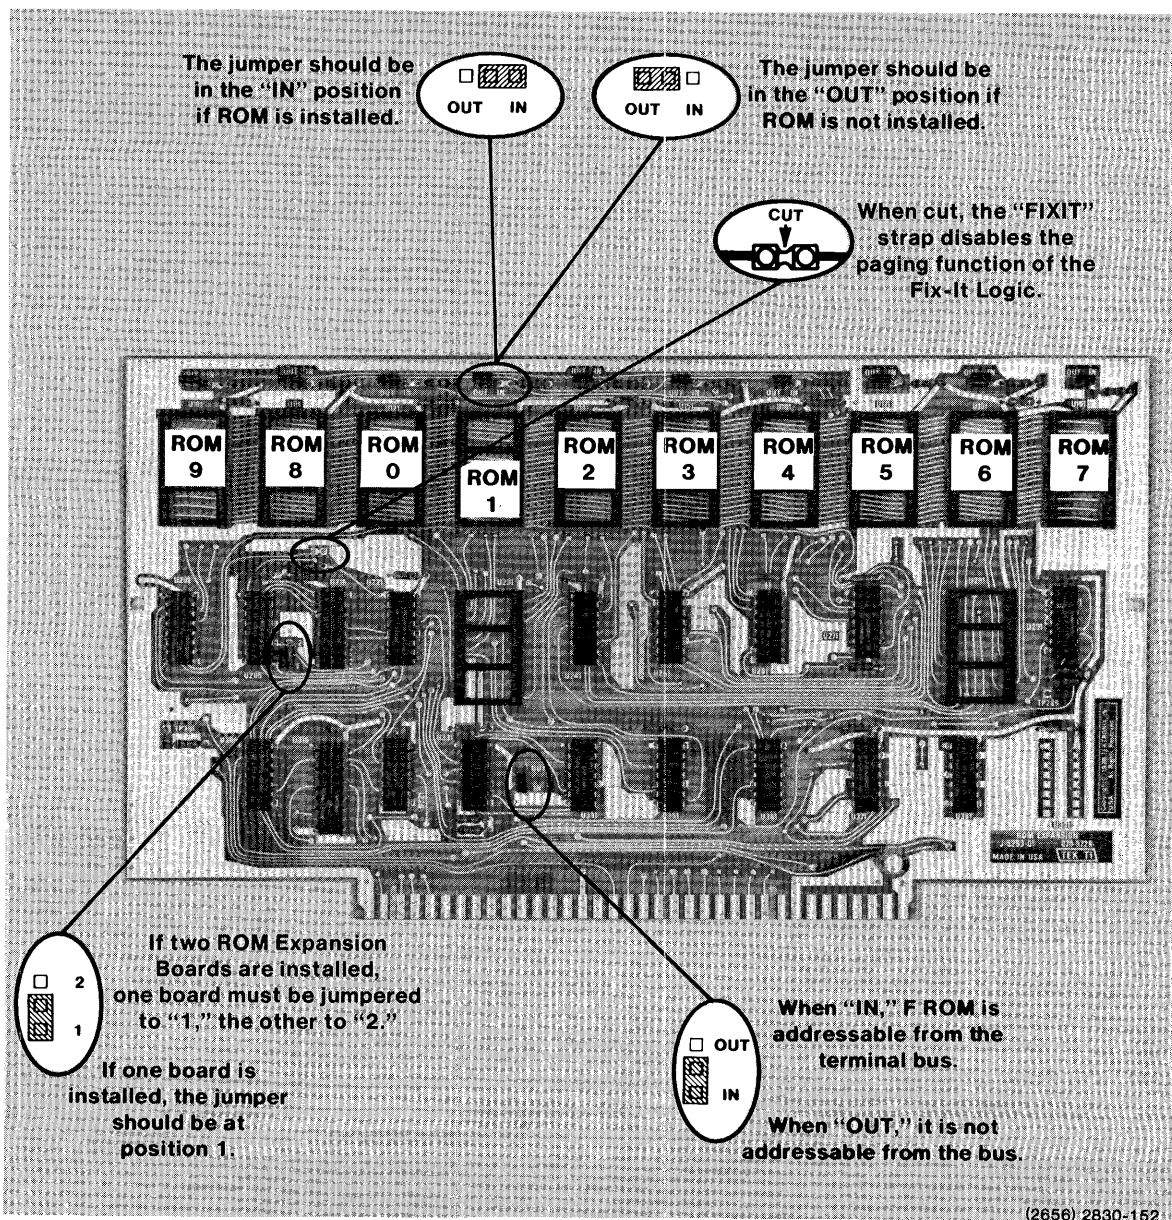 The jumper should be
in the “IN” position
if ROM is installed.
OUT IN
OUT IN
The jumper should be
in the “OUT” position if
ROM is not installed.
CUT
When cut, the “FIXIT”
strap disables the
paging function of the
Fix-It Logic.
ROM
9
ROM
8
ROM
0
ROM
1
ROM
2
ROM
3
ROM
4
ROM
5
ROM
6
ROM
7
MADE IN USA
TEK
2
1
If two ROM Expansion
Boards are installed,
one board must be jumpered
to “1,” the other to “2.”
If one board is
installed, the jumper
should be at
position 1.
OUT
IN
When “IN,” F ROM is
addressable from the
terminal bus.
When “OUT,” it is not
addressable from the bus.
(2656) 2830-152